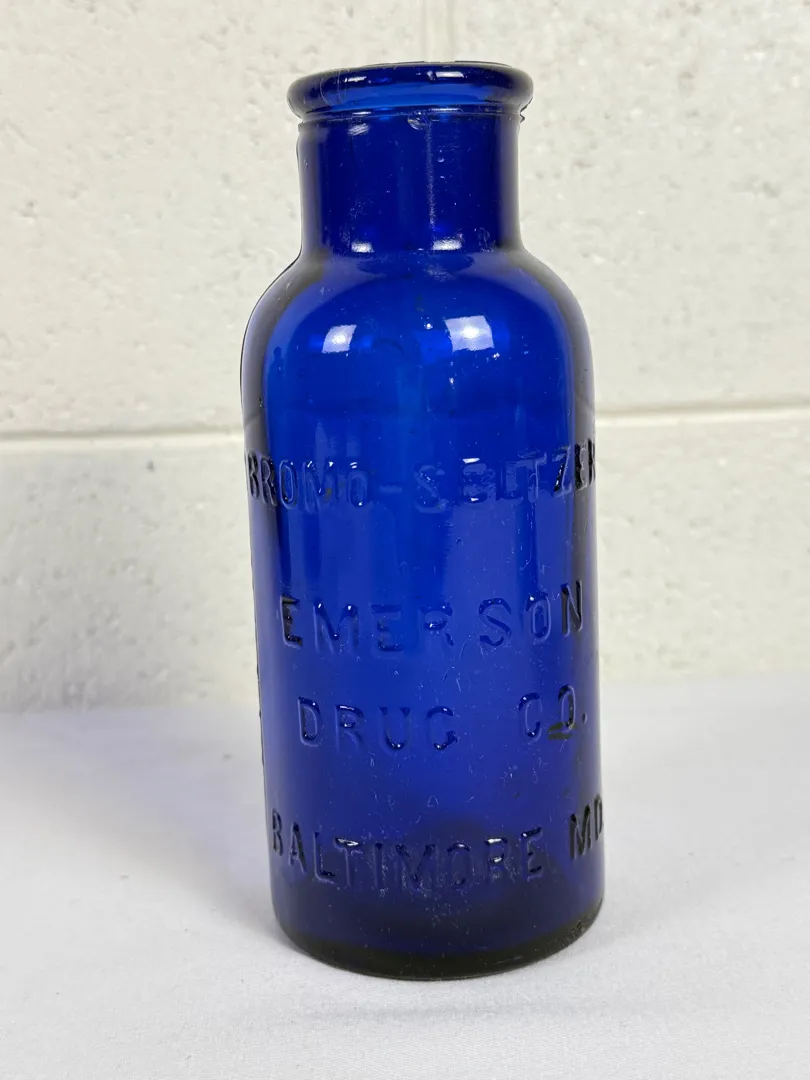 BROMO-SELTZER
EMERSON
DRUG CO.
BALTIMORE MD